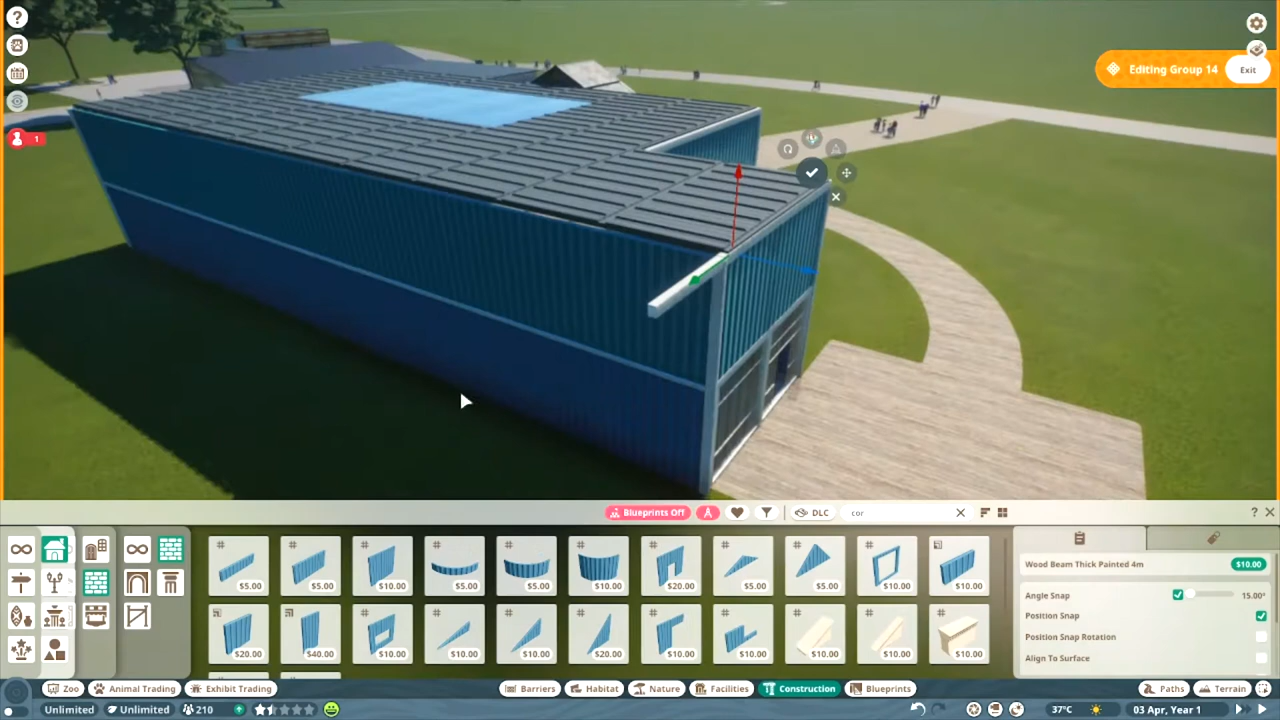 ?
Editing Group 14
Exit
1
Blueprints Off
DLC
cor
?
$5.00
$5.00
$10.00
$5.00
$5.00
$10.00
$20.00
$5.00
$5.00
$10.00
$10.00
$20.00
$40.00
$10.00
$10.00
$10.00
$20.00
$10.00
$10.00
$10.00
$10.00
$10.00
Wood Beam Thick Painted 4m
$10.00
Angle Snap
15.00°
Position Snap
Position Snap Rotation
Align To Surface
Zoo
Animal Trading
Exhibit Trading
Barriers
Habitat
Nature
Facilities
Construction
Blueprints
Paths
Terrain
Unlimited
Unlimited
210
37°C
03 Apr, Year 1